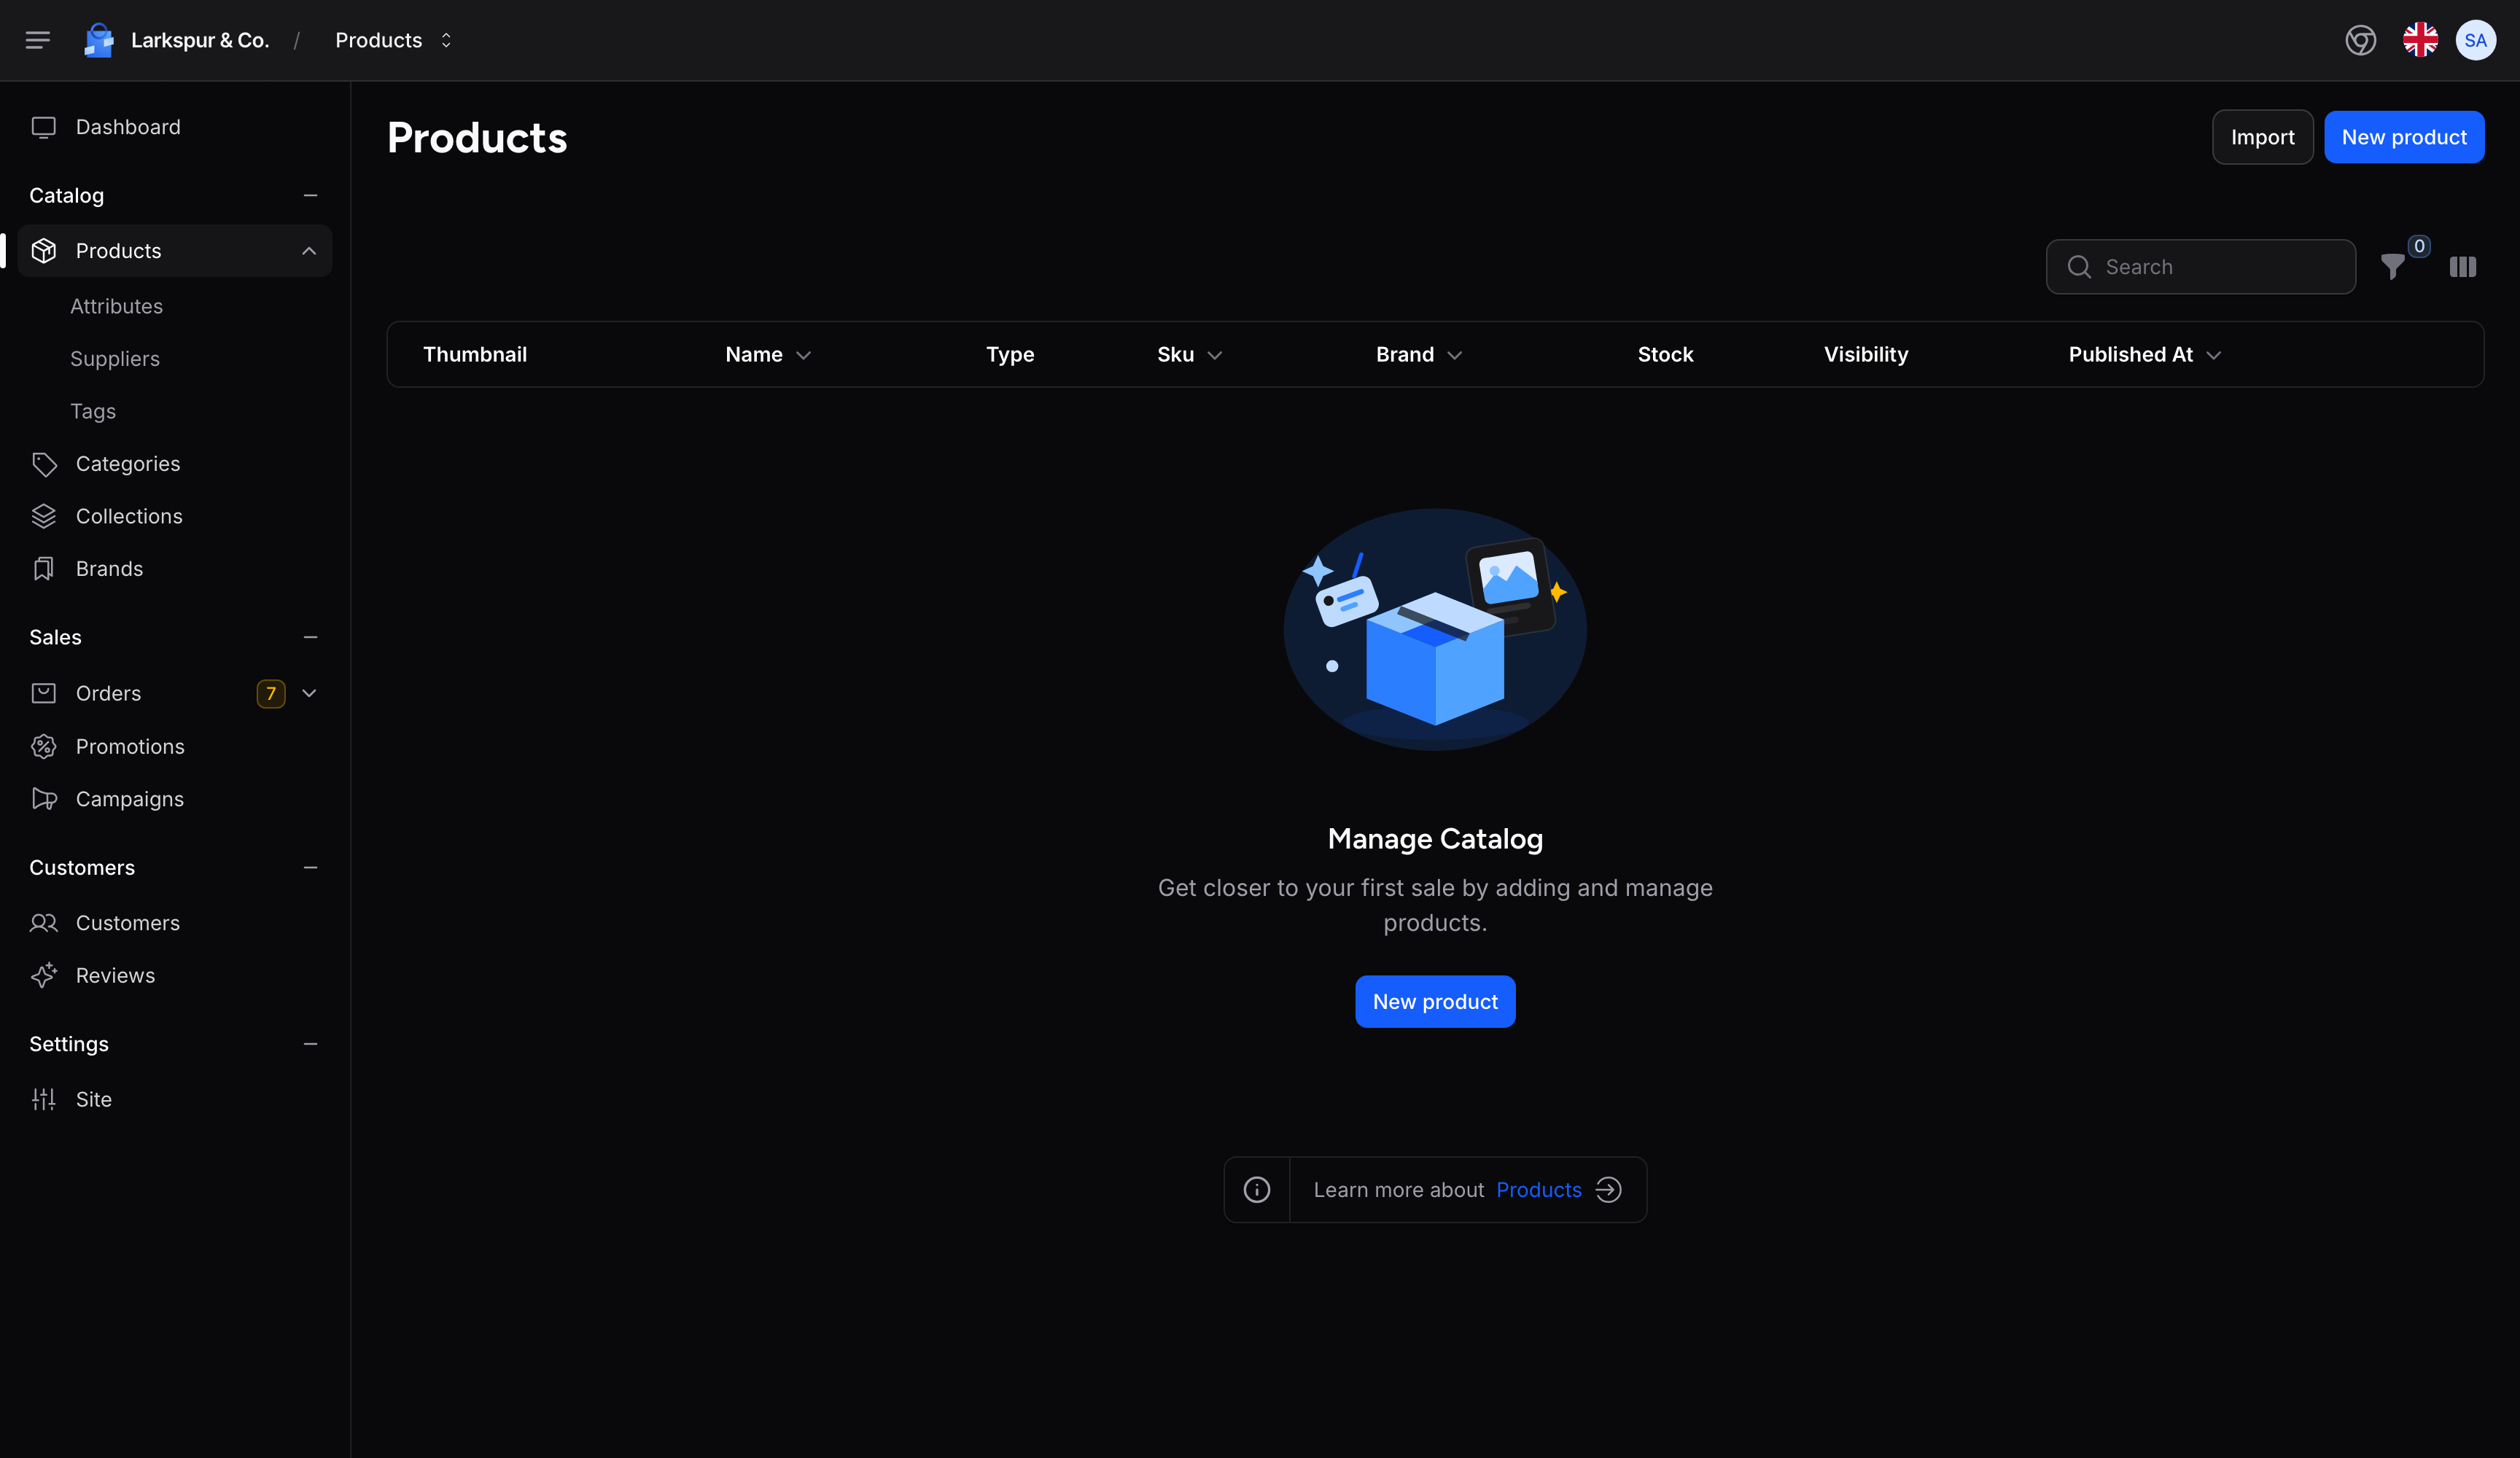 Larkspur & Co. / Products
SA
Dashboard
Catalog
Products
Attributes
Suppliers
Tags
Categories
Collections
Brands
Sales
Orders 7
Promotions
Campaigns
Customers
Customers
Reviews
Settings
Site
Products
Import New product
Search 0
Thumbnail Name Type Sku Brand Stock Visibility Published At
Manage Catalog
Get closer to your first sale by adding and manage
products.
New product
Learn more about Products